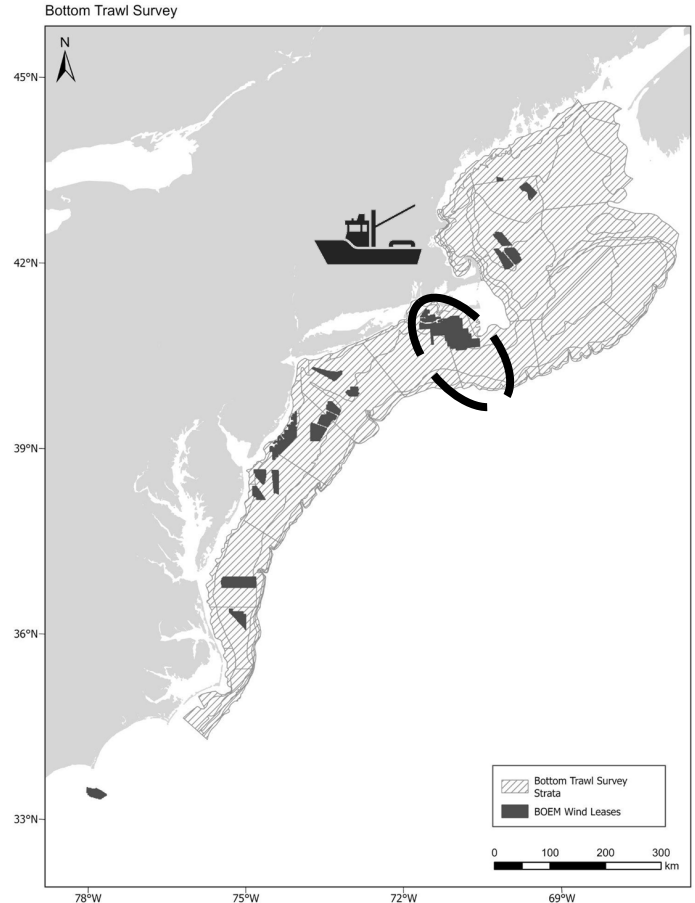 Bottom Trawl Survey
N
45°N
42°N
39°N
36°N
33°N
Bottom Trawl Survey
Strata
BOEM Wind Leases
0 100 200 300
km
78°W 75°W 72°W 69°W